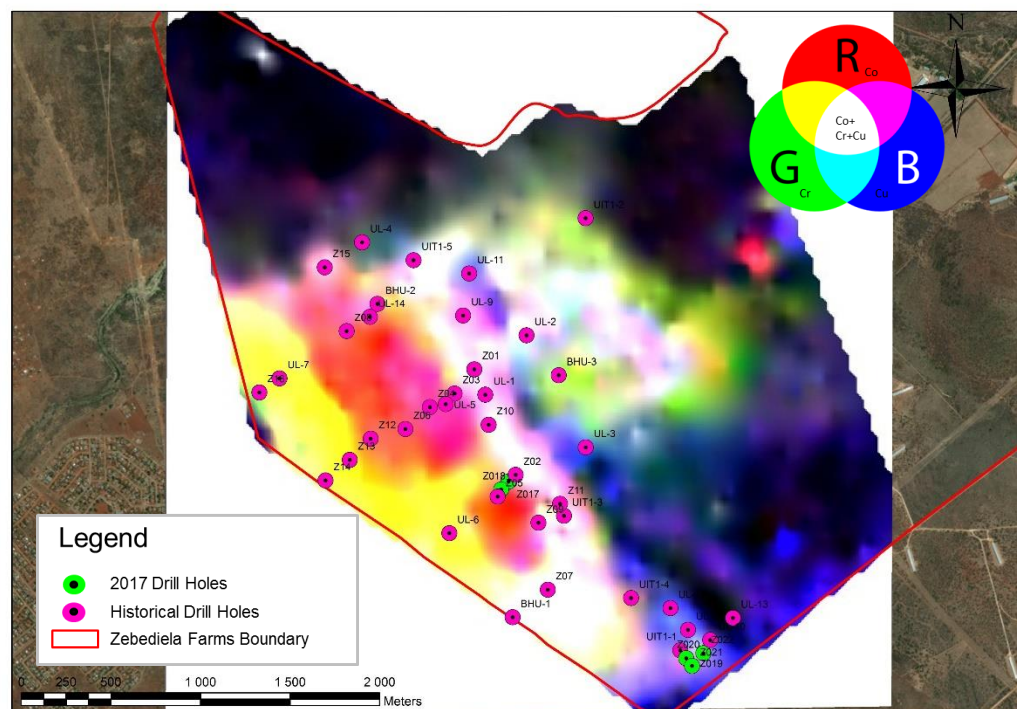 N
R
Co
Co+
Cr+Cu
G
Cr
B
Cu
UIT1-2
UL-4
UIT1-5
Z15
UL-11
BHU-2
UL-14
UL-9
UL-2
Z01
BHU-3
UL-7
Z03
UL-1
Z04
UL-5
Z10
Z12
UL-3
Z13
Z14
Z02
Z018
Z05
Z017
Z11
UIT1-3
UL-6
Z07
UIT1-4
BHU-1
UL-13
UIT1-1
Z020
Z021
Z019
Legend
2017 Drill Holes
Historical Drill Holes
Zebediela Farms Boundary
0 250 500 1 000 1 500 2 000
Meters